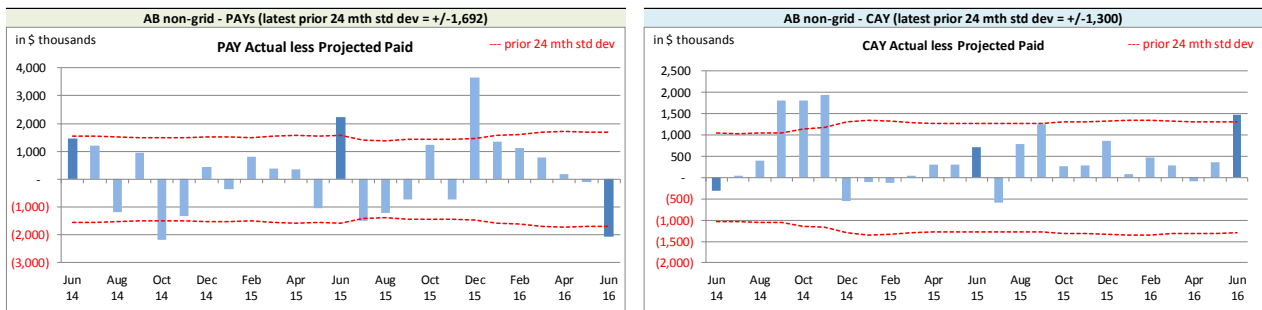 AB non-grid - PAYs (latest prior 24 mth std dev = +/-1,692)
in $ thousands
PAY Actual less Projected Paid
--- prior 24 mth std dev
4,000
3,000
2,000
1,000
-
(1,000)
(2,000)
(3,000)
Jun Aug Oct Dec Feb Apr Jun Aug Oct Dec Feb Apr Jun
14 14 14 14 15 15 15 15 15 15 16 16 16
AB non-grid - CAY (latest prior 24 mth std dev = +/-1,300)
in $ thousands
CAY Actual less Projected Paid
--- prior 24 mth std dev
2,500
2,000
1,500
1,000
500
-
(500)
(1,000)
(1,500)
(2,000)
Jun Aug Oct Dec Feb Apr Jun Aug Oct Dec Feb Apr Jun
14 14 14 14 15 15 15 15 15 15 16 16 16